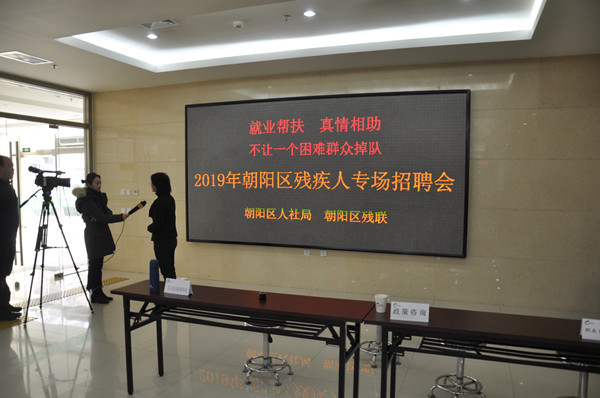 就业帮扶 真情相助
不让一个困难群众掉队
2019年朝阳区残疾人专场招聘会
朝阳区人社局 朝阳区残联
政策咨询